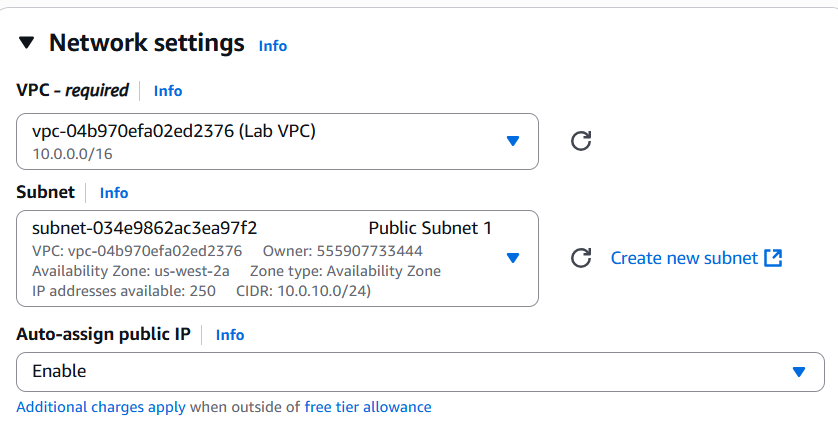 Network settings Info
VPC - required Info
vpc-04b970efa02ed2376 (Lab VPC)
10.0.0.0/16
Subnet Info
subnet-034e9862ac3ea97f2 Public Subnet 1
VPC: vpc-04b970efa02ed2376 Owner: 555907733444
Availability Zone: us-west-2a Zone type: Availability Zone
IP addresses available: 250 CIDR: 10.0.10.0/24)
Create new subnet
Auto-assign public IP Info
Enable
Additional charges apply when outside of free tier allowance